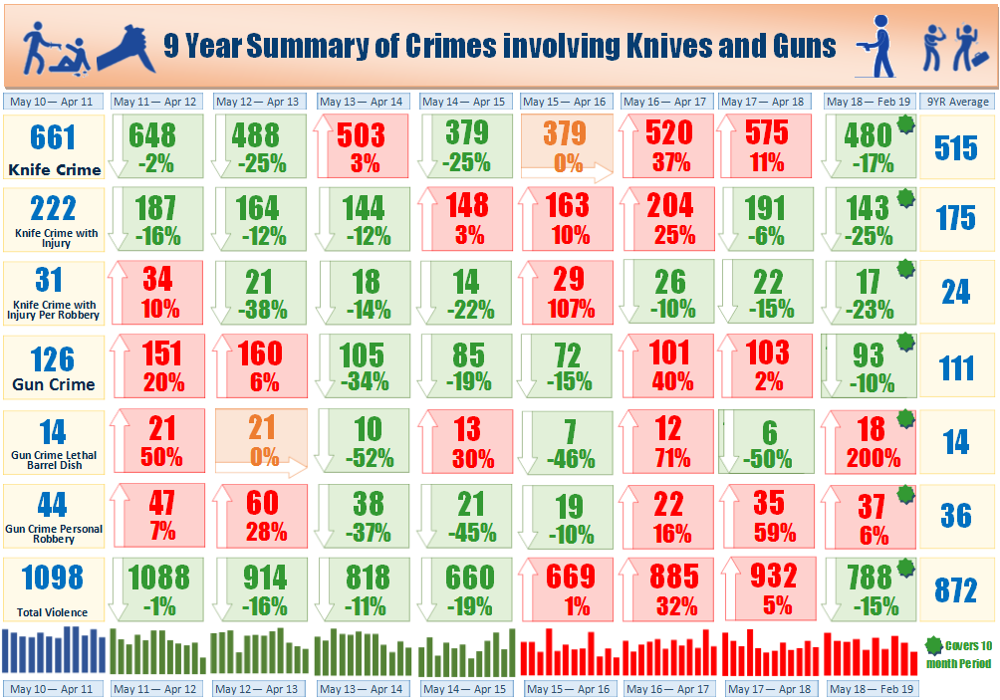 9 Year Summary of Crimes involving Knives and Guns
May 10— Apr 11 May 11— Apr 12 May 12— Apr 13 May 13— Apr 14 May 14— Apr 15 May 15— Apr 16 May 16— Apr 17 May 17— Apr 18 May 18— Feb 19 9YR Average
661 648 488 503 379 379 520 575 480 515
Knife Crime -2% -25% 3% -25% 0% 37% 11% -17%
222 187 164 144 148 163 204 191 143 175
Knife Crime with
Injury -16% -12% -12% 3% 10% 25% -6% -25%
31 34 21 18 14 29 26 22 17 24
Knife Crime with
Injury Per Robbery 10% -38% -14% -22% 107% -10% -15% -23%
126 151 160 105 85 72 101 103 93 111
Gun Crime 20% 6% -34% -19% -15% 40% 2% -10%
14 21 21 10 13 7 12 6 18 14
Gun Crime Lethal
Barrel Dish 50% 0% -52% 30% -46% 71% -50% 200%
44 47 60 38 21 19 22 35 37 36
Gun Crime Personal
Robbery 7% 28% -37% -45% -10% 16% 59% 6%
1098 1088 914 818 660 669 885 932 788 872
Total Violence -1% -16% -11% -19% 1% 32% 5% -15%
Covers 10
month Period
May 10— Apr 11 May 11— Apr 12 May 12— Apr 13 May 13— Apr 14 May 14— Apr 15 May 15— Apr 16 May 16— Apr 17 May 17— Apr 18 May 18— Feb 19